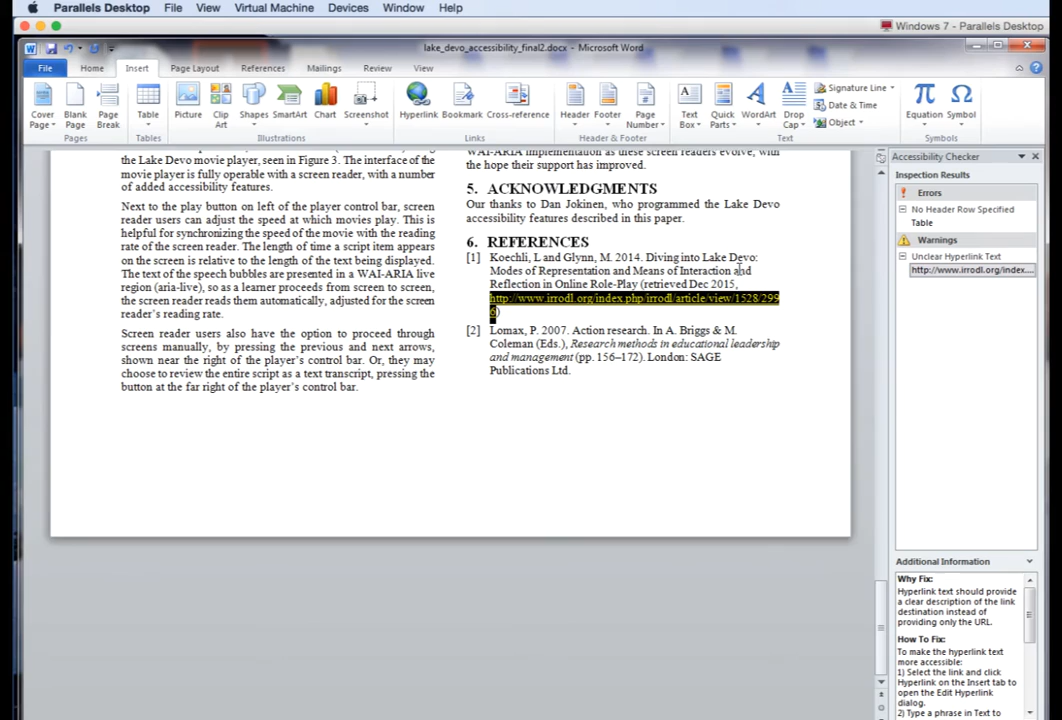 Parallels Desktop File View Virtual Machine Devices Window Help
Windows 7 - Parallels Desktop
lake_devo_accessibility_final2.docx - Microsoft Word
File Home Insert Page Layout References Mailings Review View
Cover Page Blank Page Page Break Table Picture Clip Art Shapes SmartArt Chart Screenshot Hyperlink Bookmark Cross-reference Header Footer Page Number Text Box Quick Parts WordArt Drop Cap Signature Line Date & Time Object Equation Symbol
Pages Tables Illustrations Links Header & Footer Text Symbols
the Lake Devo movie player, seen in Figure 3. The interface of the
movie player is fully operable with a screen reader, with a number
of added accessibility features.
Next to the play button on left of the player control bar, screen
reader users can adjust the speed at which movies play. This is
helpful for synchronizing the speed of the movie with the reading
rate of the screen reader. The length of time a script item appears
on the screen is relative to the length of the text being displayed.
The text of the speech bubbles are presented in a WAI-ARIA live
region (aria-live), so as a learner proceeds from screen to screen,
the screen reader reads them automatically, adjusted for the screen
reader's reading rate.
Screen reader users also have the option to proceed through
screens manually, by pressing the previous and next arrows,
shown near the right of the player's control bar. Or, they may
choose to review the entire script as a text transcript, pressing the
button at the far right of the player's control bar.
WAI-ARIA implementation as these screen readers evolve, with
the hope their support has improved.
5. ACKNOWLEDGMENTS
Our thanks to Dan Jokinen, who programmed the Lake Devo
accessibility features described in this paper.
6. REFERENCES
[1] Koechli, L and Glynn, M. 2014. Diving into Lake Devo:
Modes of Representation and Means of Interaction and
Reflection in Online Role-Play (retrieved Dec 2015,
http://www.irrodl.org/index.php/irrodl/article/view/1528/299
6)
[2] Lomax, P. 2007. Action research. In A. Briggs & M.
Coleman (Eds.), Research methods in educational leadership
and management (pp. 156–172). London: SAGE
Publications Ltd.
Accessibility Checker
Inspection Results
Errors
No Header Row Specified
Table
Warnings
Unclear Hyperlink Text
http://www.irrodl.org/index....
Additional Information
Why Fix:
Hyperlink text should provide
a clear description of the link
destination instead of
providing only the URL.
How To Fix:
To make the hyperlink text
more accessible:
1) Select the link and click
Hyperlink on the Insert tab to
open the Edit Hyperlink
dialog.
2) Type a phrase in Text to